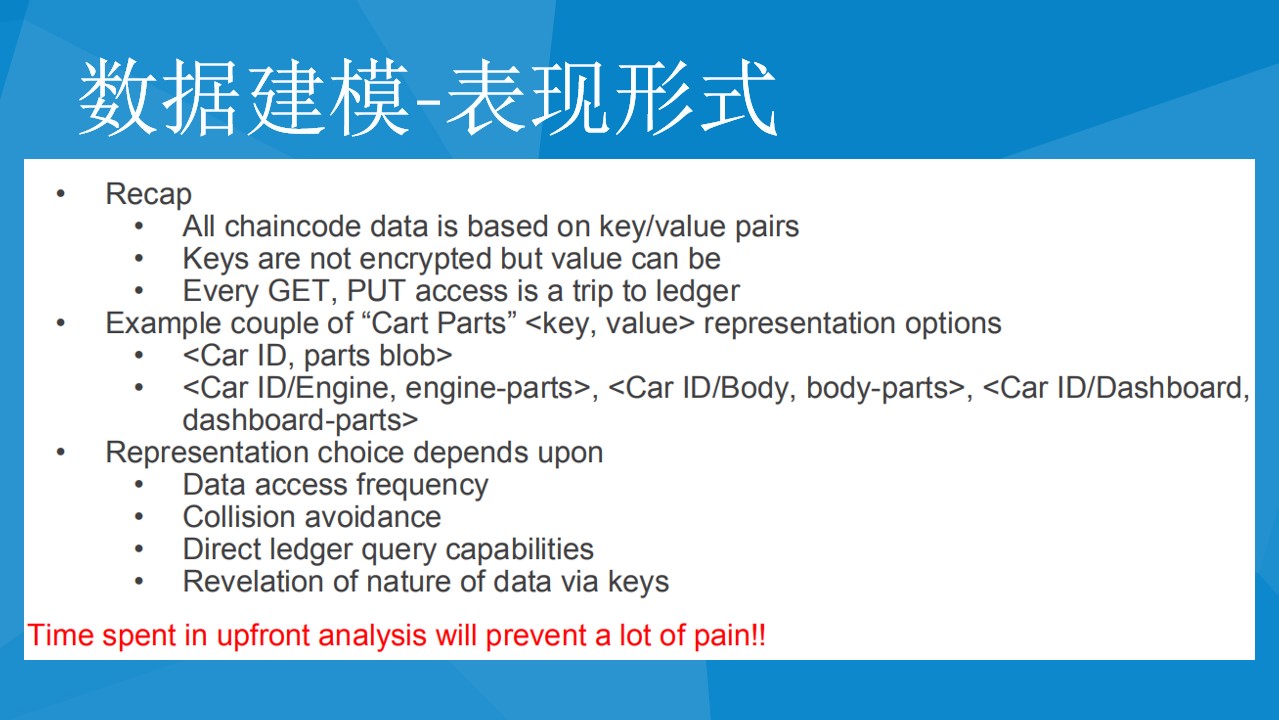 数据建模-表现形式
• Recap
• All chaincode data is based on key/value pairs
• Keys are not encrypted but value can be
• Every GET, PUT access is a trip to ledger
• Example couple of “Cart Parts” <key, value> representation options
• <Car ID, parts blob>
• <Car ID/Engine, engine-parts>, <Car ID/Body, body-parts>, <Car ID/Dashboard,
dashboard-parts>
• Representation choice depends upon
• Data access frequency
• Collision avoidance
• Direct ledger query capabilities
• Revelation of nature of data via keys
Time spent in upfront analysis will prevent a lot of pain!!